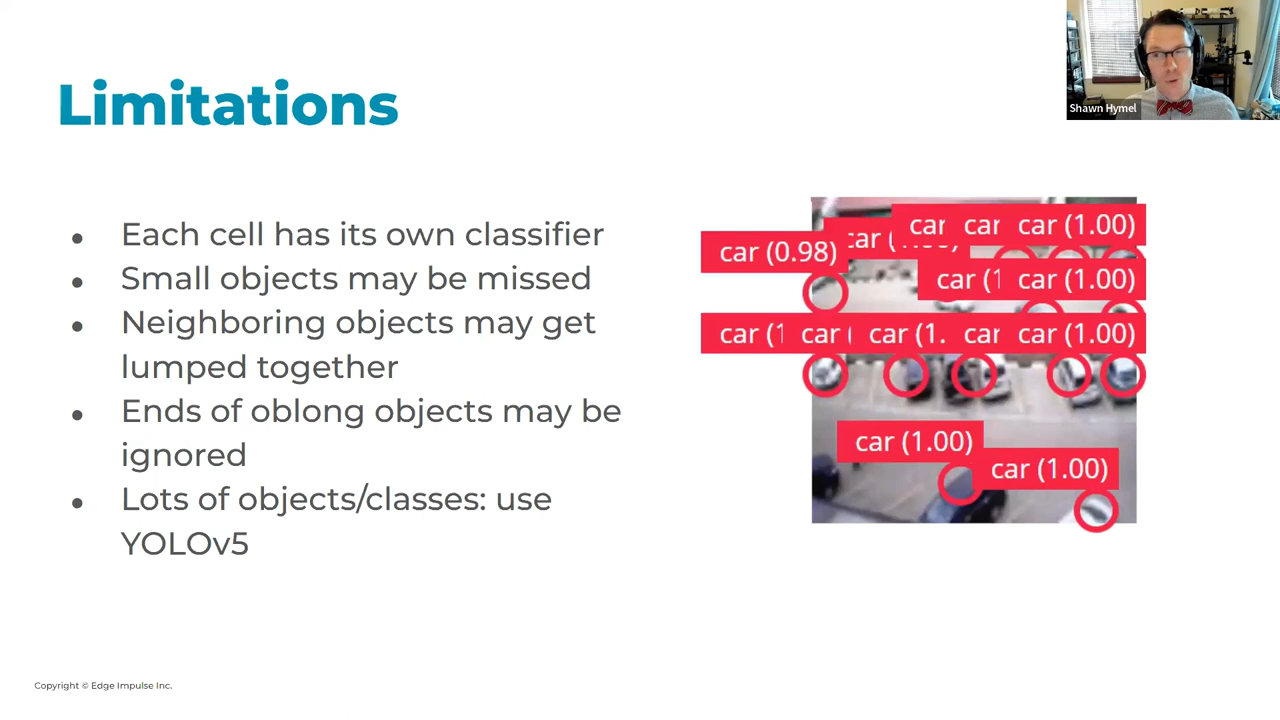 Limitations
Shawn Hymel
• Each cell has its own classifier
• Small objects may be missed
• Neighboring objects may get
lumped together
• Ends of oblong objects may be
ignored
• Lots of objects/classes: use
YOLOv5
car car car (1.00)
car (0.98) car (
car (1 car (1.00)
car (1 car ( car (1. car car (1.00)
car (1.00)
car (1.00)
Copyright © Edge Impulse Inc.